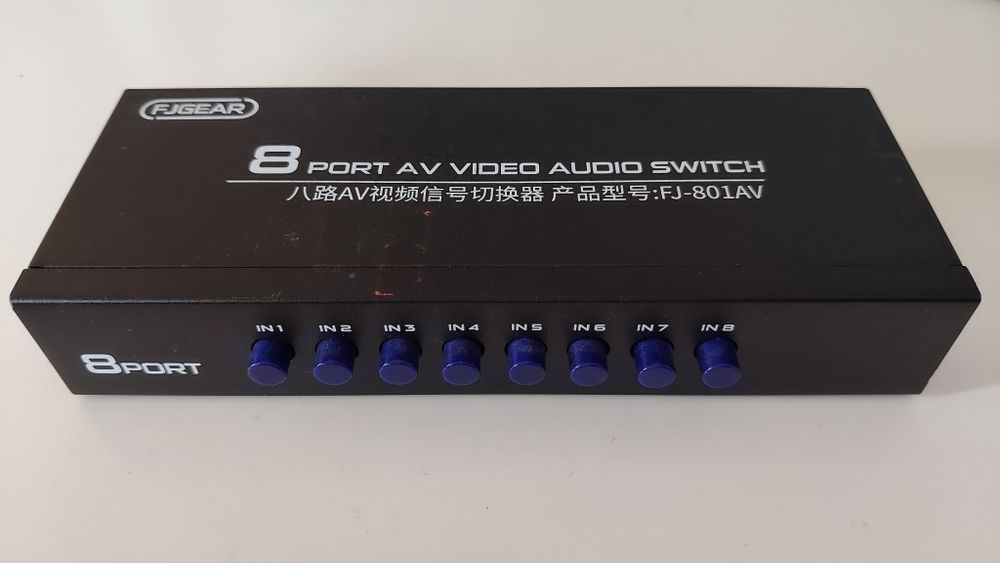 FJGEAR
8 PORT AV VIDEO AUDIO SWITCH
八路AV视频信号切换器 产品型号:FJ-801AV
IN 1 IN 2 IN 3 IN 4 IN 5 IN 6 IN 7 IN 8
8PORT